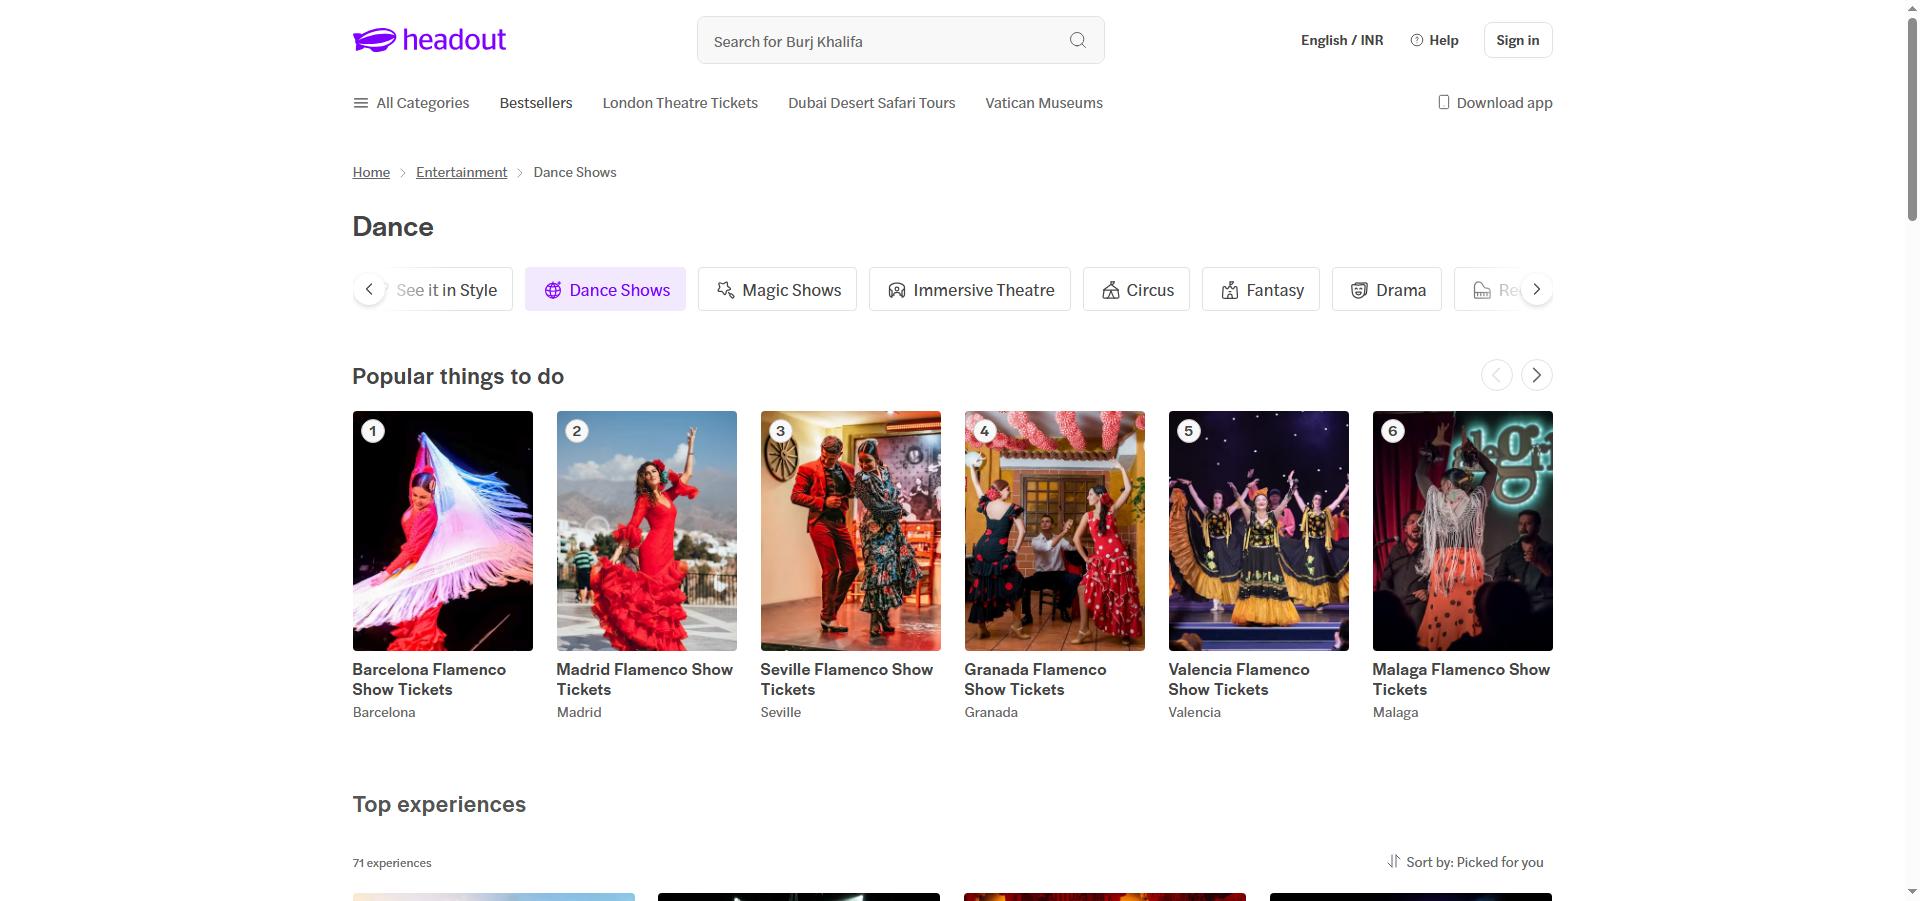 headout
Search for Burj Khalifa
English / INR
Help
Sign in
All Categories
Bestsellers
London Theatre Tickets
Dubai Desert Safari Tours
Vatican Museums
Download app
Home
Entertainment
Dance Shows
Dance
See it in Style
Dance Shows
Magic Shows
Immersive Theatre
Circus
Fantasy
Drama
Popular things to do
1
2
3
4
5
6
Barcelona Flamenco
Show Tickets
Barcelona
Madrid Flamenco Show
Tickets
Madrid
Seville Flamenco Show
Tickets
Seville
Granada Flamenco
Show Tickets
Granada
Valencia Flamenco
Show Tickets
Valencia
Malaga Flamenco Show
Tickets
Malaga
Top experiences
71 experiences
Sort by: Picked for you